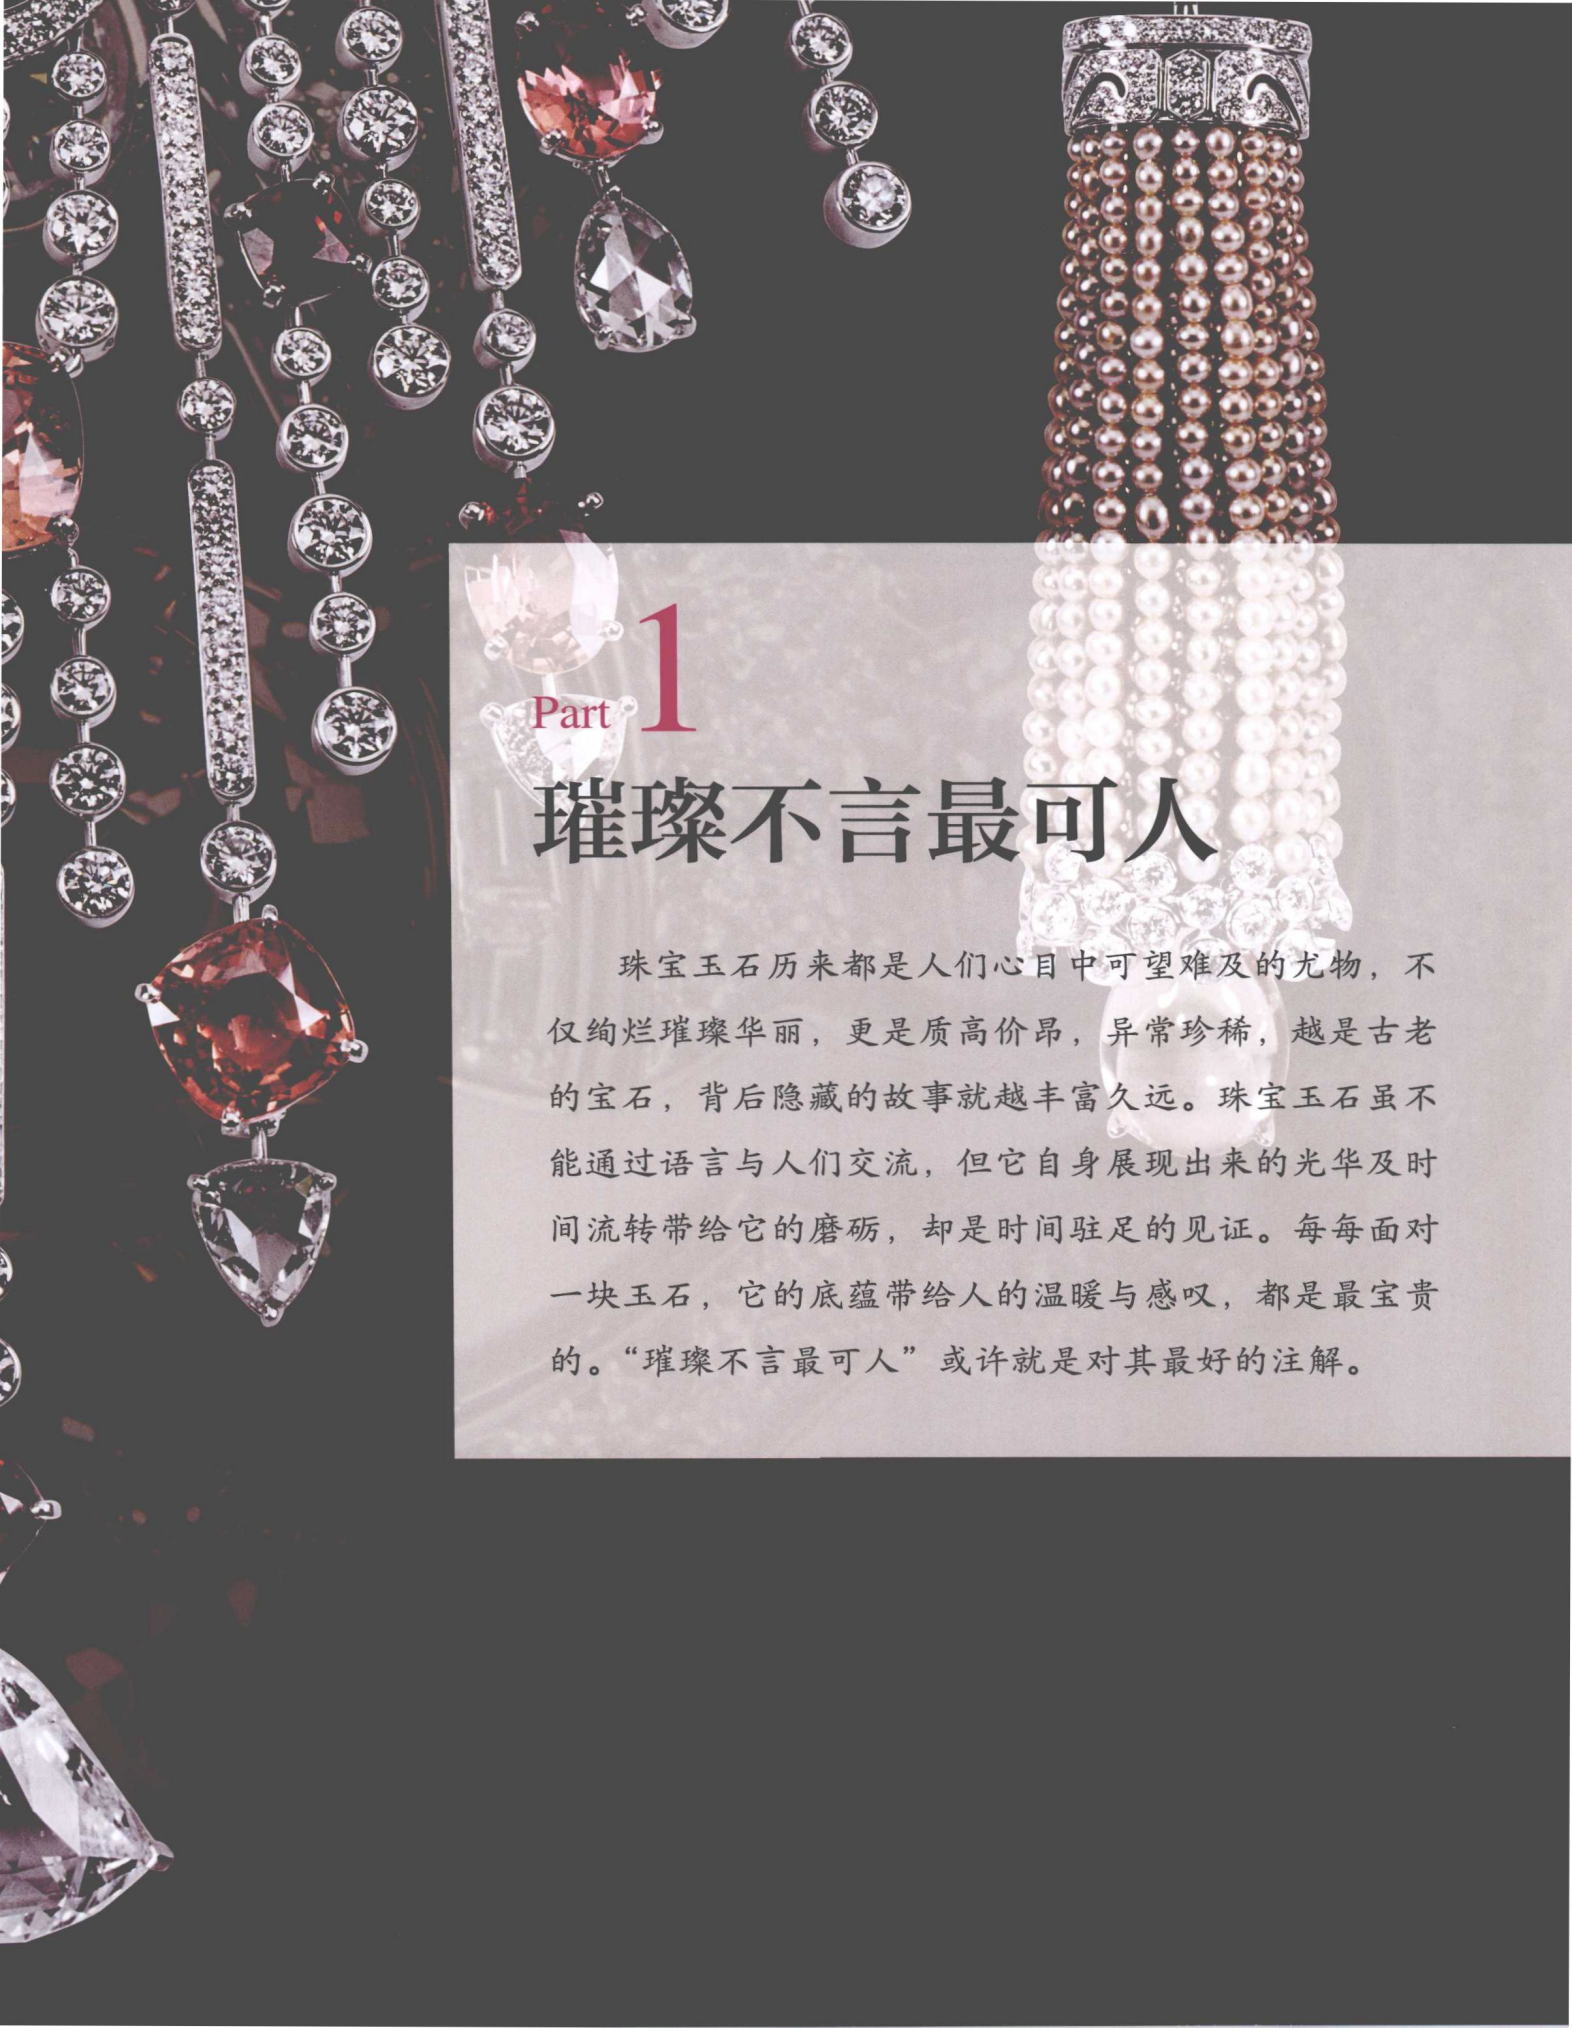 Part 1
璀璨不言最可人
珠宝玉石历来都是人们心目中可望难及的尤物，不
仅绚烂璀璨华丽，更是质高价昂，异常珍稀，越是古老
的宝石，背后隐藏的故事就越丰富久远。珠宝玉石虽不
能通过语言与人们交流，但它自身展现出来的光华及时
间流转带给它的磨砺，却是时间驻足的见证。每每面对
一块玉石，它的底蕴带给人的温暖与感叹，都是最宝贵
的。“璀璨不言最可人”或许就是对其最好的注解。